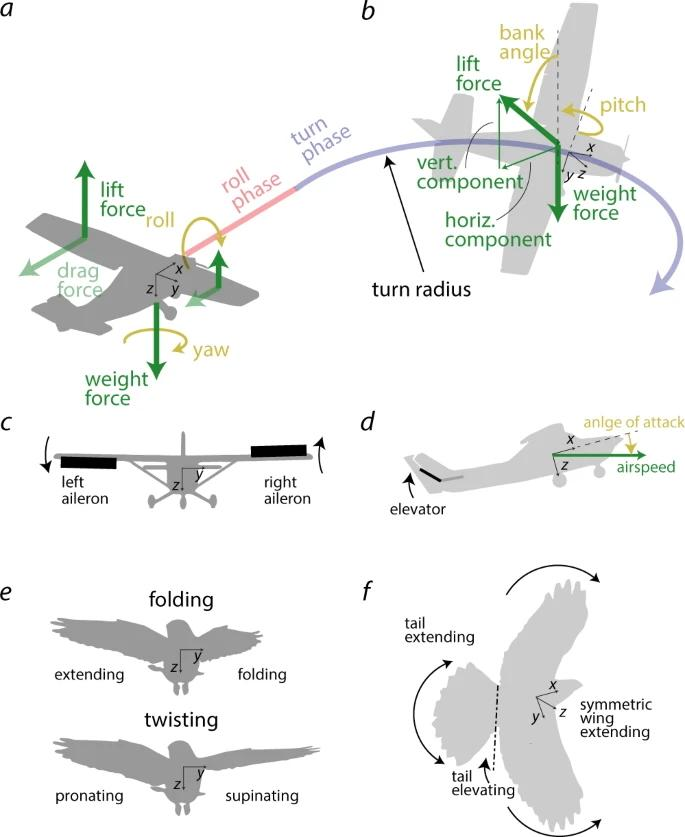 a
lift
force
roll
drag
force
x
y
z
yaw
weight
force
roll
phase
turn
phase
b
bank
angle
lift
force
pitch
vert.
component
horiz.
component
x
y
z
weight
force
turn radius
c
left
aileron
z
y
right
aileron
d
anlge of attack
x
z
airspeed
elevator
e
folding
extending
z
y
folding
twisting
pronating
z
y
supinating
f
tail
extending
x
y
z
symmetric
wing
extending
tail
elevating